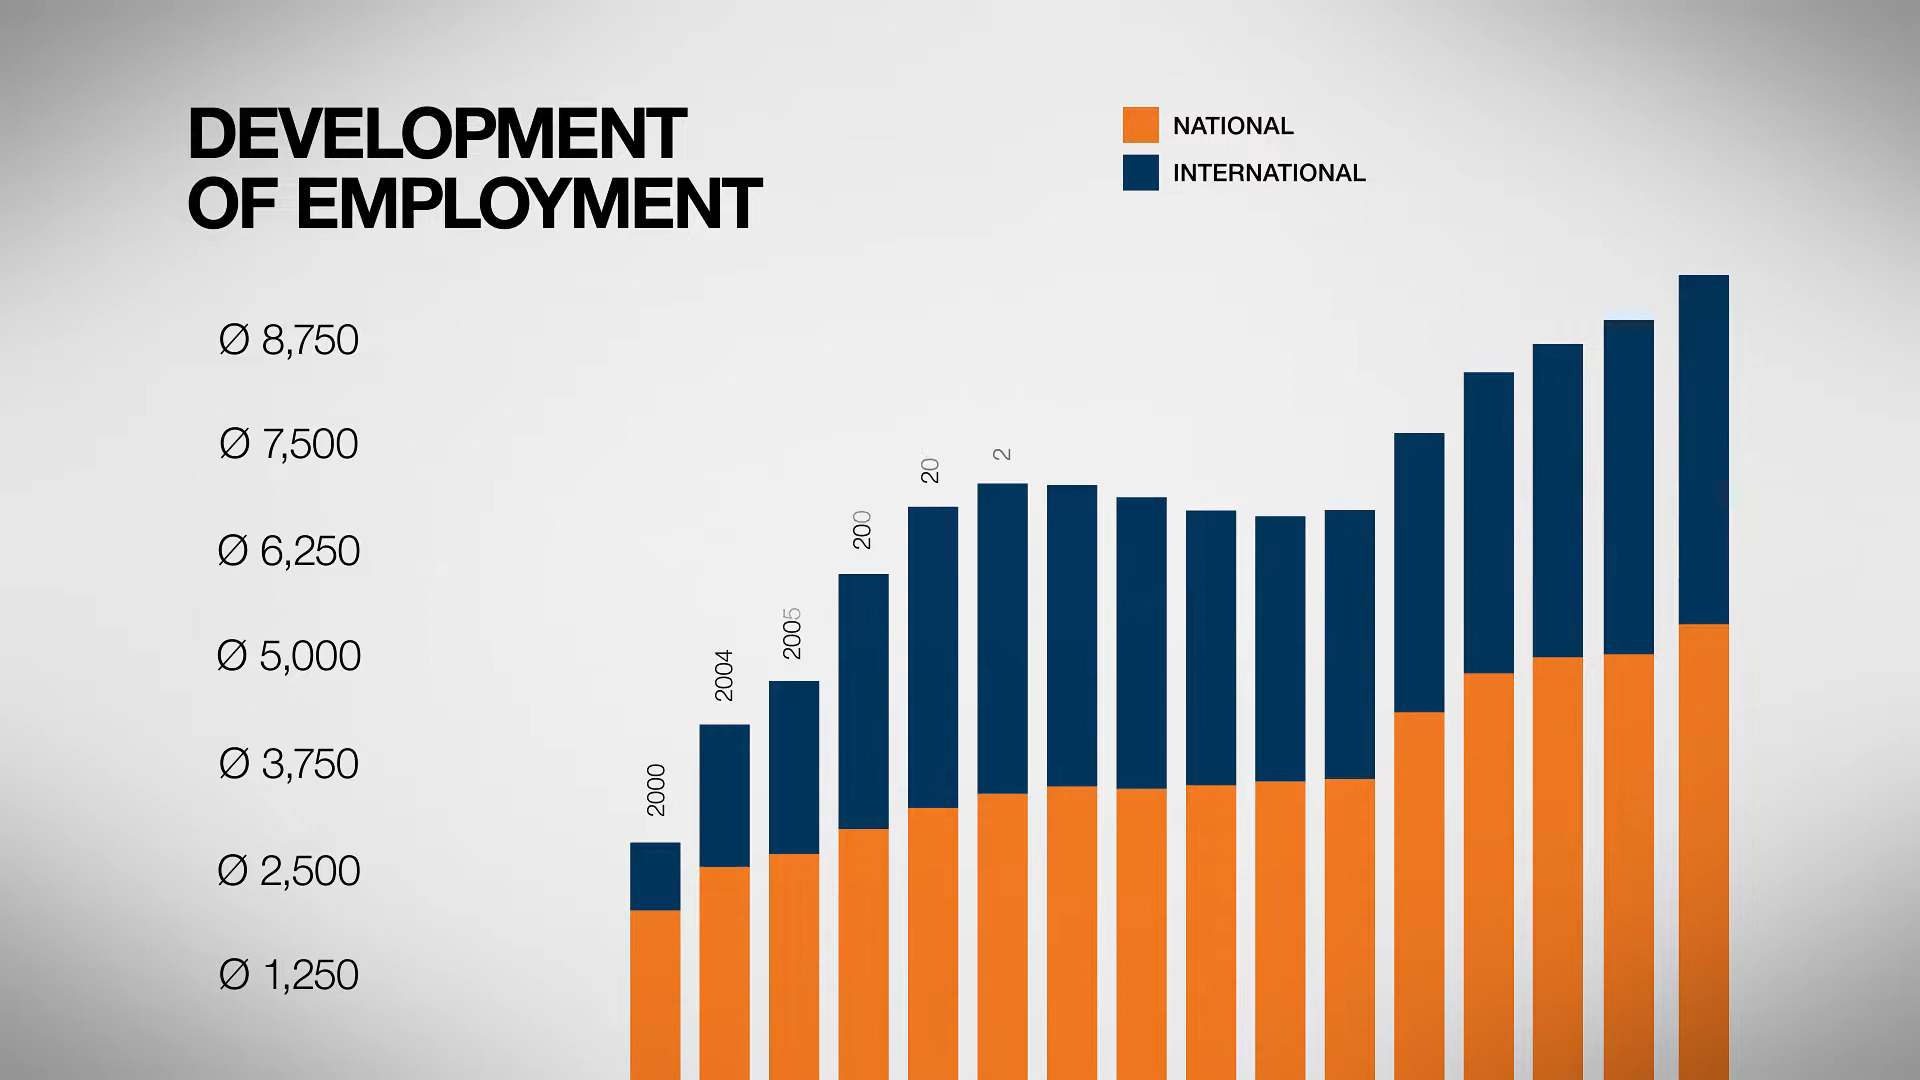 DEVELOPMENT
OF EMPLOYMENT
NATIONAL
INTERNATIONAL
Ø 8,750
Ø 7,500
Ø 6,250
Ø 5,000
Ø 3,750
Ø 2,500
Ø 1,250
2000
2004
2005
200
20
2